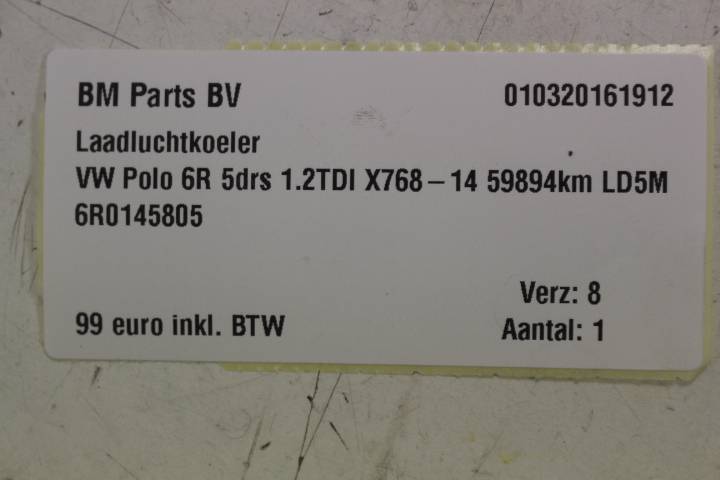 BM Parts BV 010320161912
Laadluchtkoeler
VW Polo 6R 5drs 1.2TDI X768-14 59894km LD5M
6R0145805
Verz: 8
99 euro inkl. BTW Aantal: 1